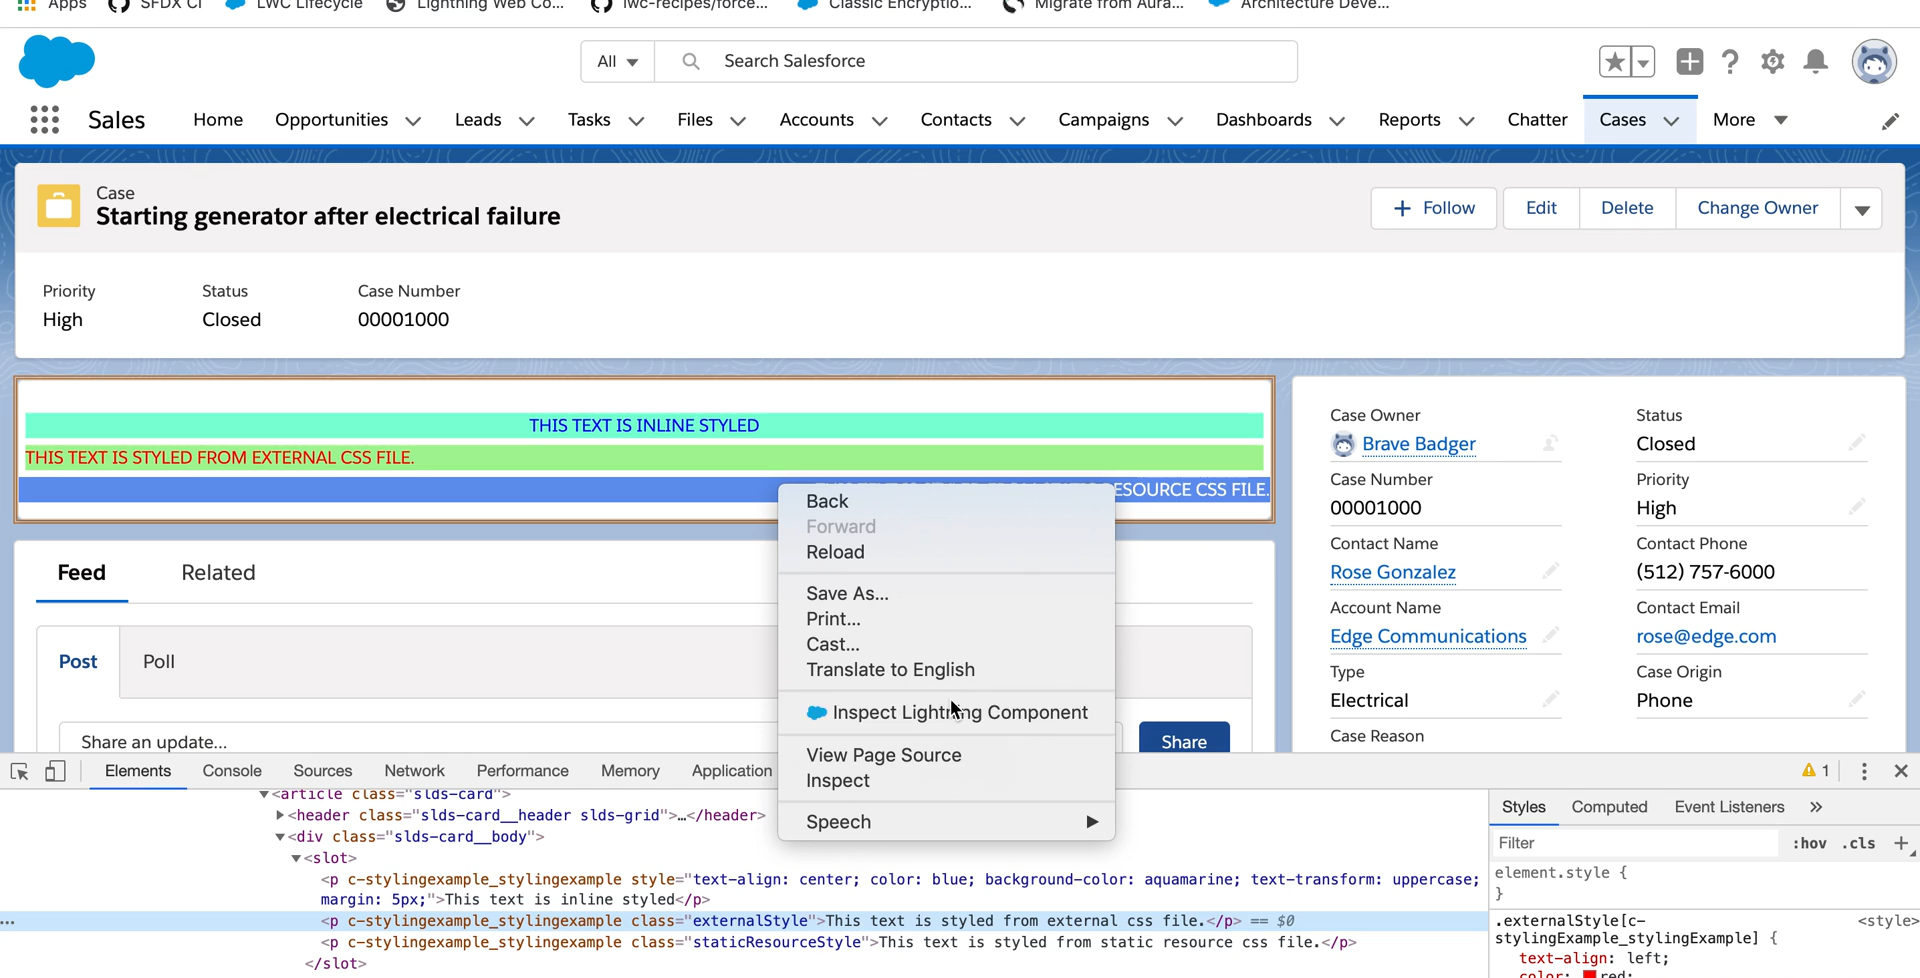 Apps SFDX CI LWC Lifecycle Lightning Web Co... lwc-recipes/force... Classic Encryptio... Migrate from Aura... Architecture Deve...
All Search Salesforce
Sales Home Opportunities Leads Tasks Files Accounts Contacts Campaigns Dashboards Reports Chatter Cases More
Case
Starting generator after electrical failure
+ Follow Edit Delete Change Owner
Priority Status Case Number
High Closed 00001000
THIS TEXT IS INLINE STYLED
THIS TEXT IS STYLED FROM EXTERNAL CSS FILE.
ESOURCE CSS FILE.
Feed Related
Post Poll
Share an update...
Share
Case Owner
Brave Badger
Case Number
00001000
Contact Name
Rose Gonzalez
Account Name
Edge Communications
Type
Electrical
Case Reason
Status
Closed
Priority
High
Contact Phone
(512) 757-6000
Contact Email
rose@edge.com
Case Origin
Phone
Back
Forward
Reload
Save As...
Print...
Cast...
Translate to English
Inspect Lightning Component
View Page Source
Inspect
Speech
Elements Console Sources Network Performance Memory Application 1
▼<article class="slds-card">
▶<header class="slds-card__header slds-grid">…</header>
▼<div class="slds-card__body">
▼<slot>
<p c-stylingexample_stylingexample style="text-align: center; color: blue; background-color: aquamarine; text-transform: uppercase;
margin: 5px;">This text is inline styled</p>
<p c-stylingexample_stylingexample class="externalStyle">This text is styled from external css file.</p> == $0
<p c-stylingexample_stylingexample class="staticResourceStyle">This text is styled from static resource css file.</p>
</slot>
Styles Computed Event Listeners »
Filter :hov .cls +
element.style {
}
.externalStyle[c- <style>
stylingExample_stylingExample] {
text-align: left;
color: red;